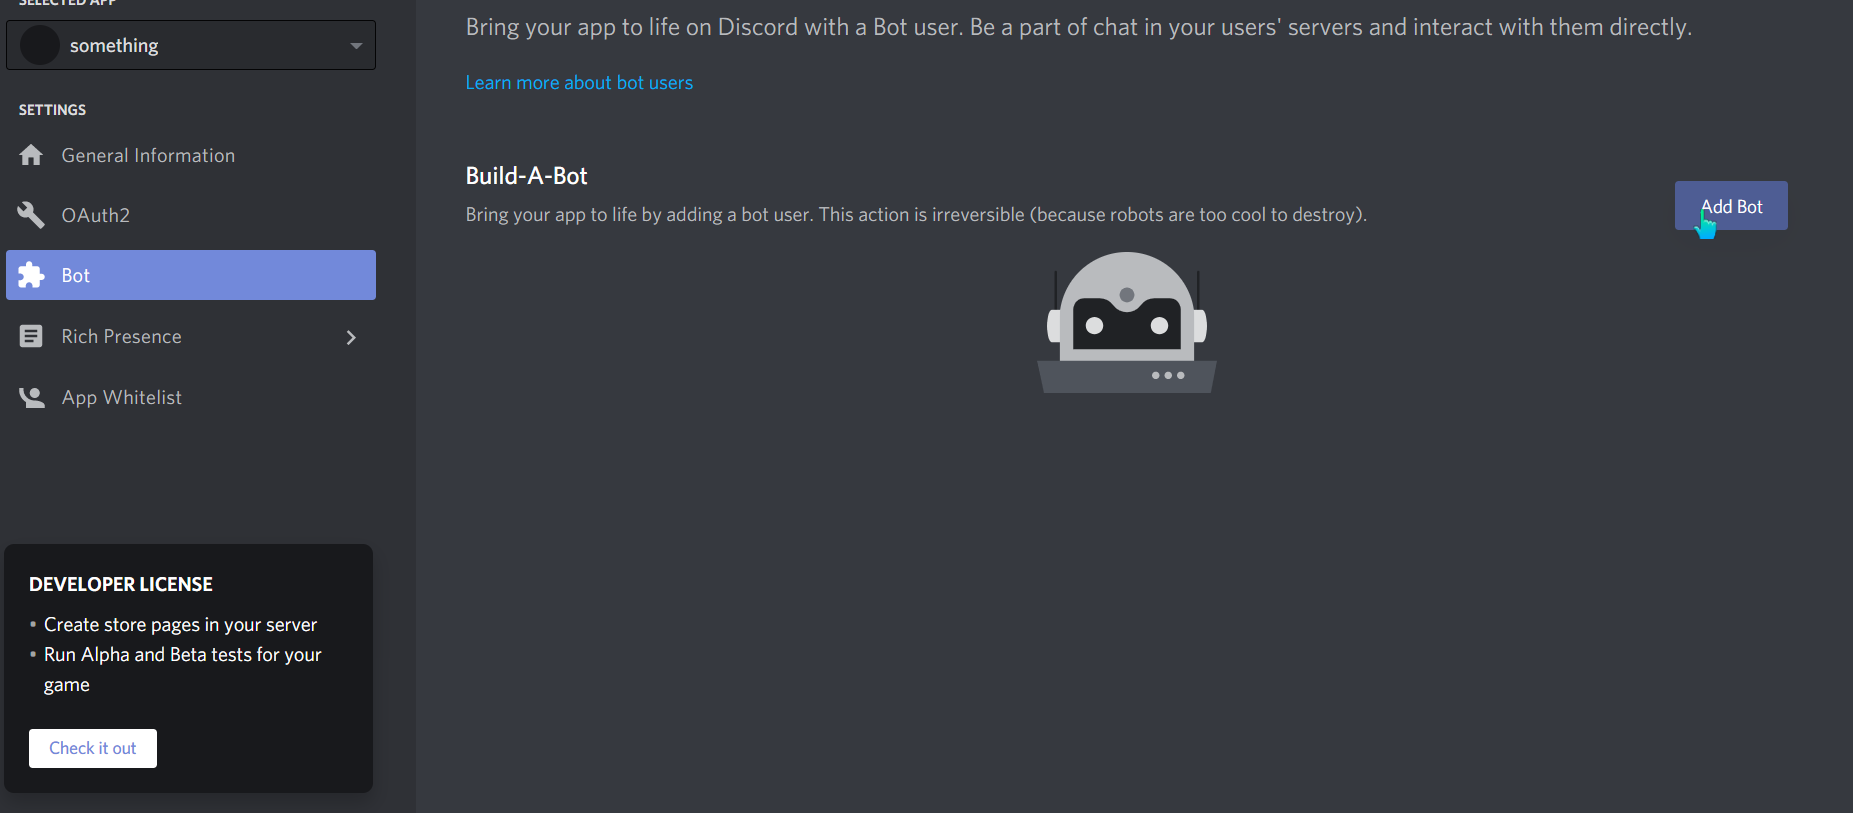 SELECTED APP
something
SETTINGS
General Information
OAuth2
Bot
Rich Presence
App Whitelist
DEVELOPER LICENSE
• Create store pages in your server
• Run Alpha and Beta tests for your
game
Check it out
Bring your app to life on Discord with a Bot user. Be a part of chat in your users' servers and interact with them directly.
Learn more about bot users
Build-A-Bot
Bring your app to life by adding a bot user. This action is irreversible (because robots are too cool to destroy).
Add Bot